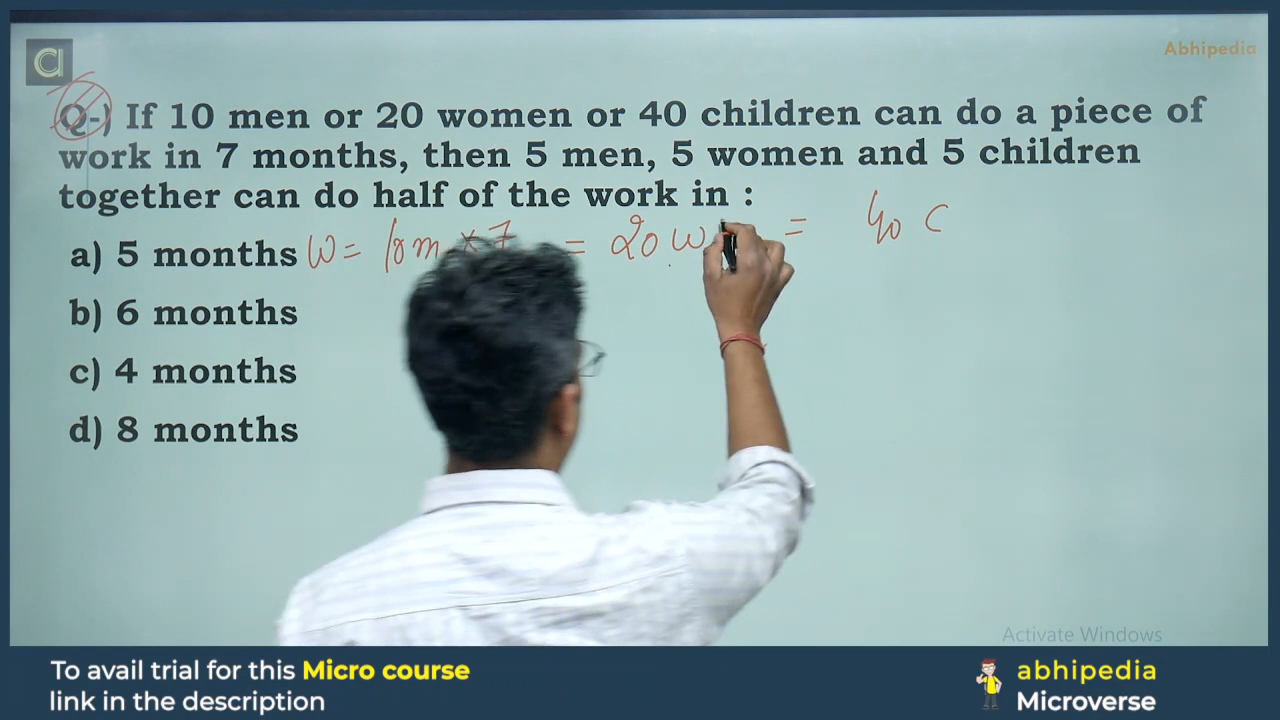 Abhipedia
Q-) If 10 men or 20 women or 40 children can do a piece of
work in 7 months, then 5 men, 5 women and 5 children
together can do half of the work in :
a) 5 months
W = 10m × 7 = 20 W = 40 C
b) 6 months
c) 4 months
d) 8 months
Activate Windows
To avail trial for this Micro course
link in the description
abhipedia
Microverse